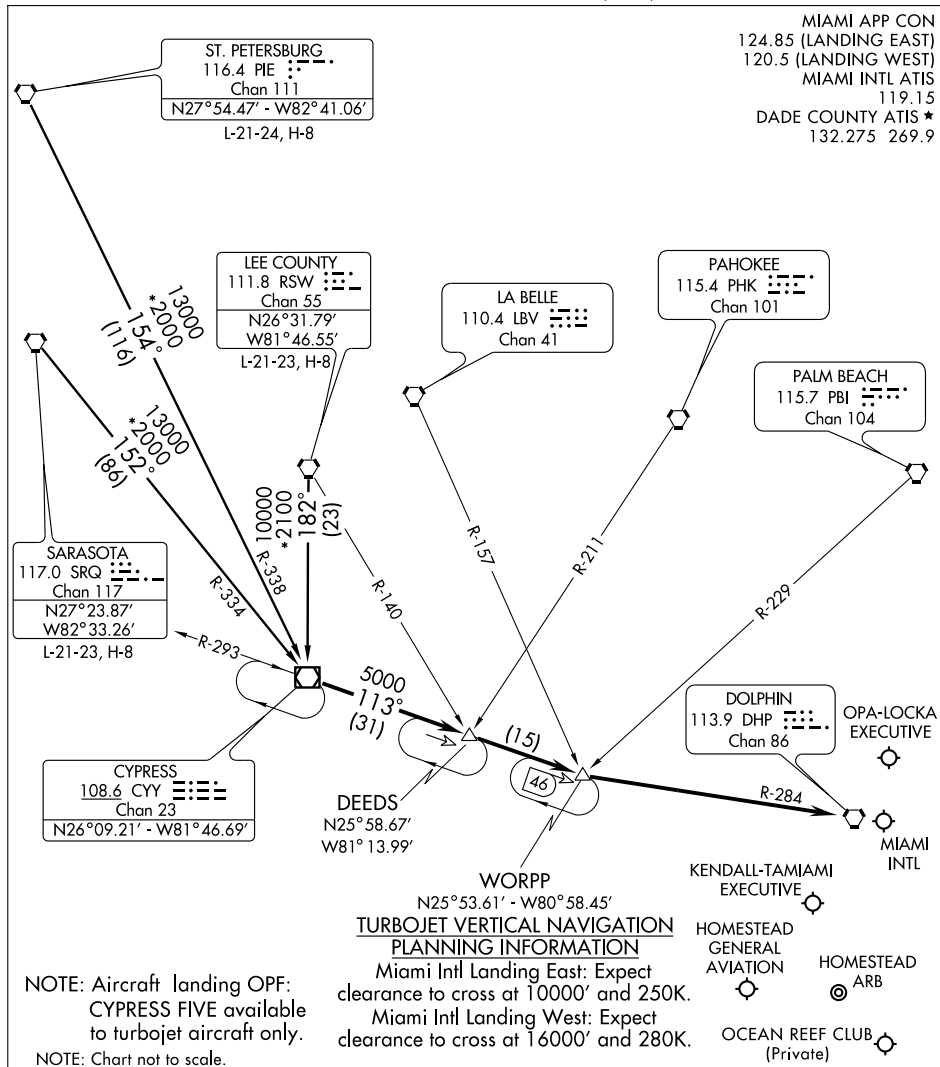 MIAMI APP CON
124.85 (LANDING EAST)
120.5 (LANDING WEST)
MIAMI INTL ATIS
119.15
DADE COUNTY ATIS ★
132.275 269.9
ST. PETERSBURG
116.4 PIE
Chan 111
N27°54.47′ - W82°41.06′
L-21-24, H-8
LEE COUNTY
111.8 RSW
Chan 55
N26°31.79′
W81°46.55′
L-21-23, H-8
LA BELLE
110.4 LBV
Chan 41
PAHOKEE
115.4 PHK
Chan 101
PALM BEACH
115.7 PBI
Chan 104
13000
*2000
154°
(116)
13000
*2000
152°
(86)
10000
*2100
182°
(23)
SARASOTA
117.0 SRQ
Chan 117
N27°23.87′
W82°33.26′
L-21-23, H-8
R-334
R-338
R-140
R-157
R-211
R-229
R-293
5000
113°
(31)
(15)
46
R-284
DOLPHIN
113.9 DHP
Chan 86
OPA-LOCKA
EXECUTIVE
CYPRESS
108.6 CYY
Chan 23
N26°09.21′ - W81°46.69′
DEEDS
N25°58.67′
W81°13.99′
WORPP
N25°53.61′ - W80°58.45′
MIAMI
INTL
KENDALL-TAMIAMI
EXECUTIVE
HOMESTEAD
GENERAL
AVIATION
HOMESTEAD
ARB
OCEAN REEF CLUB
(Private)
TURBOJET VERTICAL NAVIGATION
PLANNING INFORMATION
Miami Intl Landing East: Expect
clearance to cross at 10000′ and 250K.
Miami Intl Landing West: Expect
clearance to cross at 16000′ and 280K.
NOTE: Aircraft landing OPF:
CYPRESS FIVE available
to turbojet aircraft only.
NOTE: Chart not to scale.